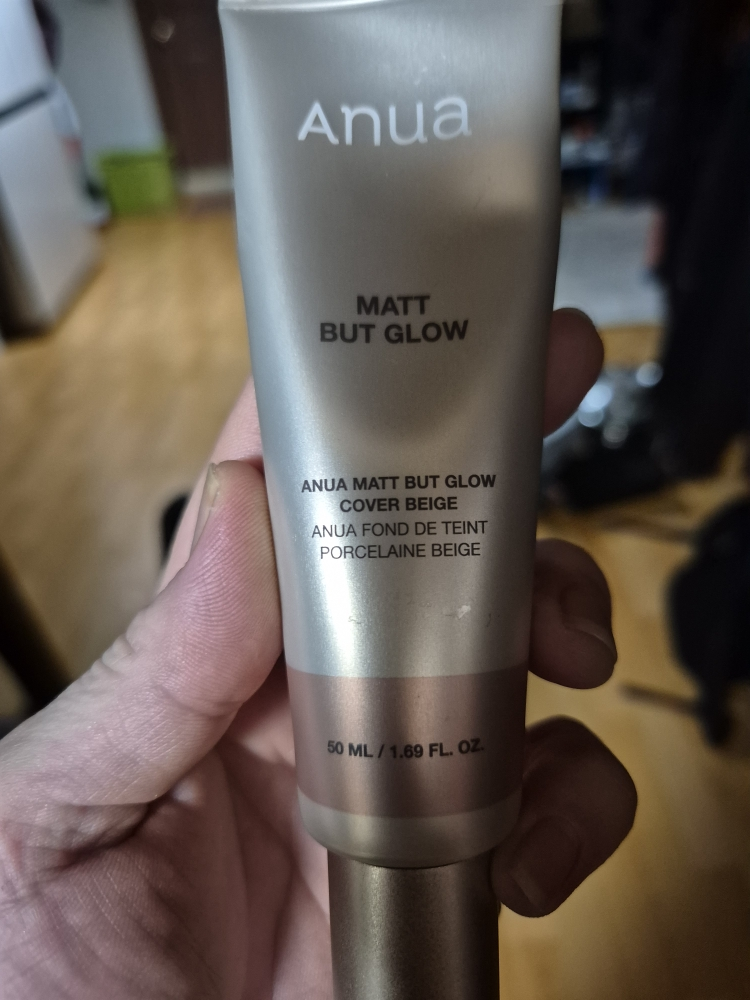 Anua
MATT
BUT GLOW
ANUA MATT BUT GLOW
COVER BEIGE
ANUA FOND DE TEINT
PORCELAINE BEIGE
50 ML / 1.69 FL. OZ.